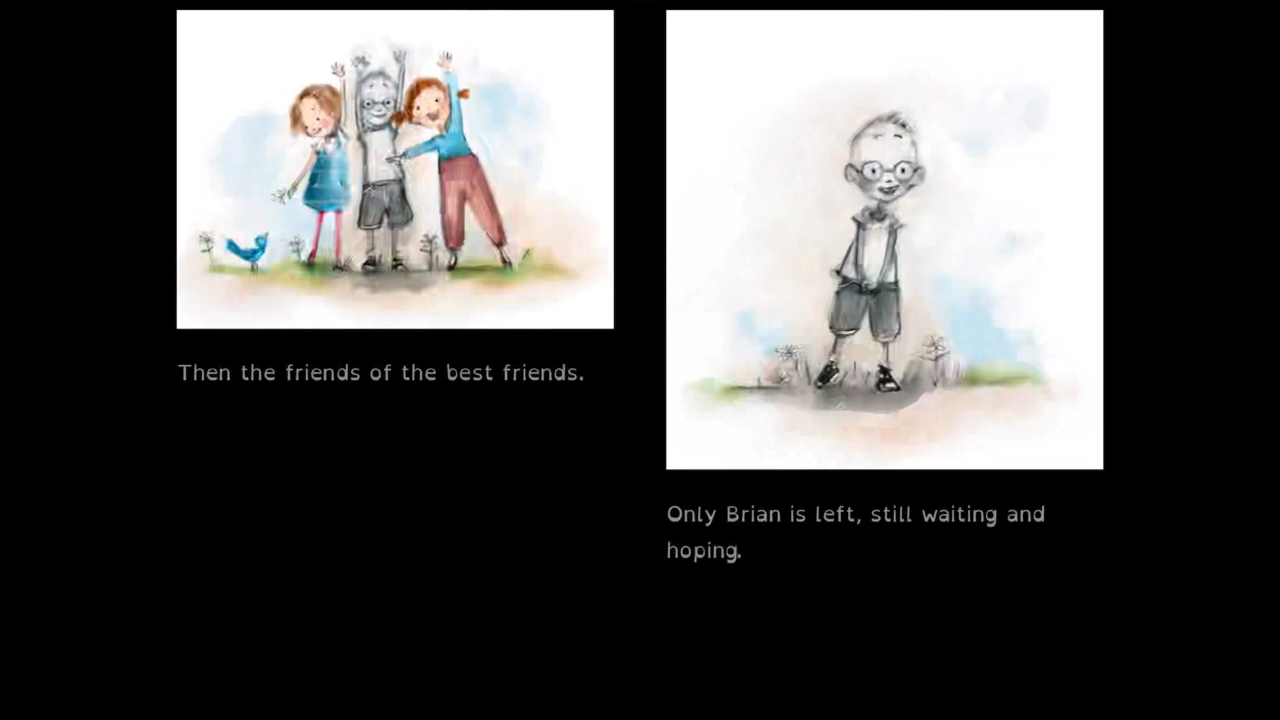 Then the friends of the best friends.
Only Brian is left, still waiting and
hoping.